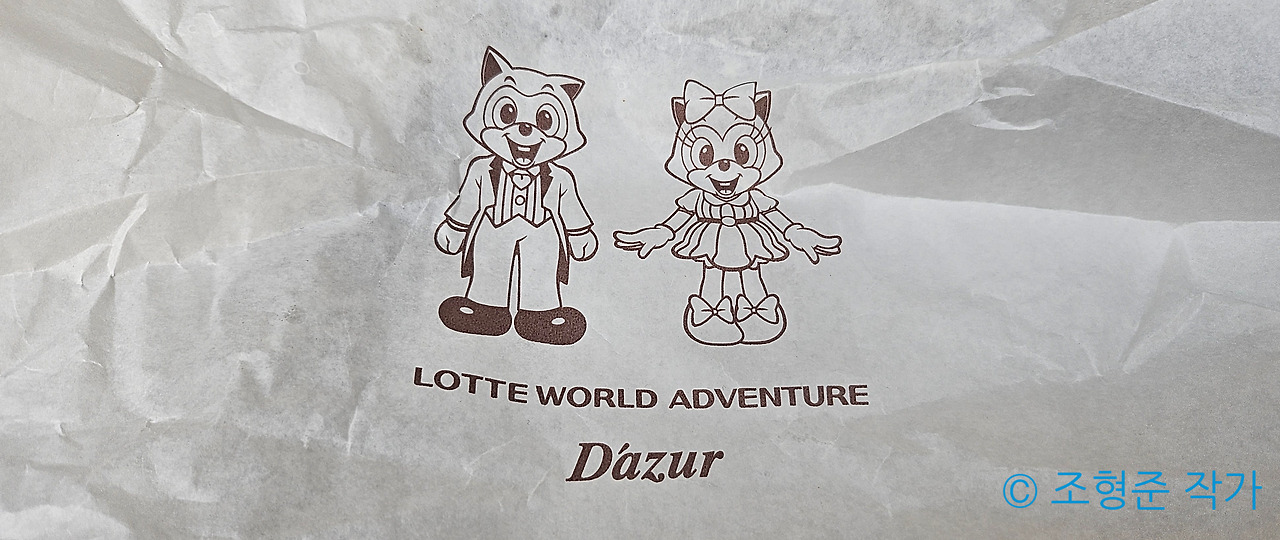 LOTTE WORLD ADVENTURE
D'azur
© 조형준 작가